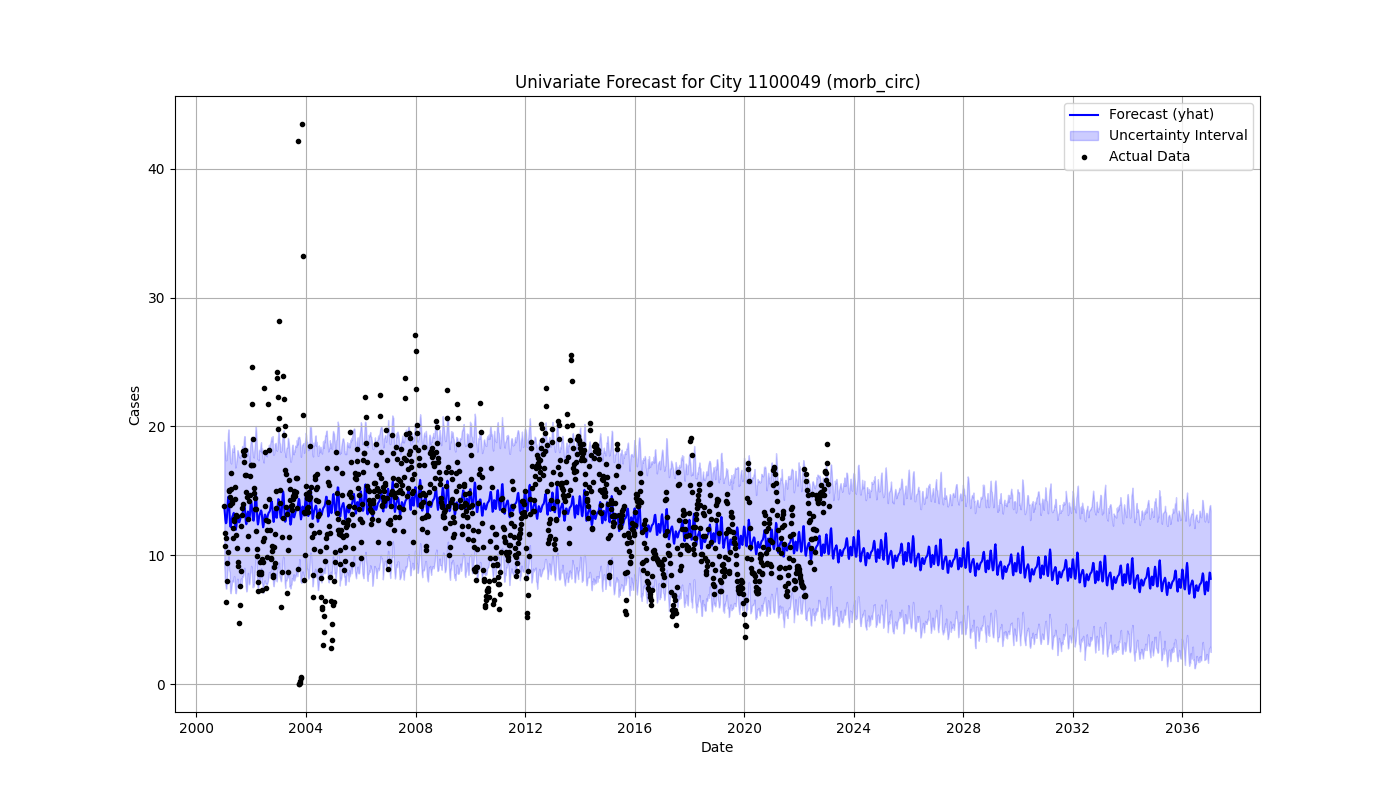 Univariate Forecast for City 1100049 (morb_circ)
Forecast (yhat)
Uncertainty Interval
Actual Data
Cases
40
30
20
10
0
2000 2004 2008 2012 2016 2020 2024 2028 2032 2036
Date